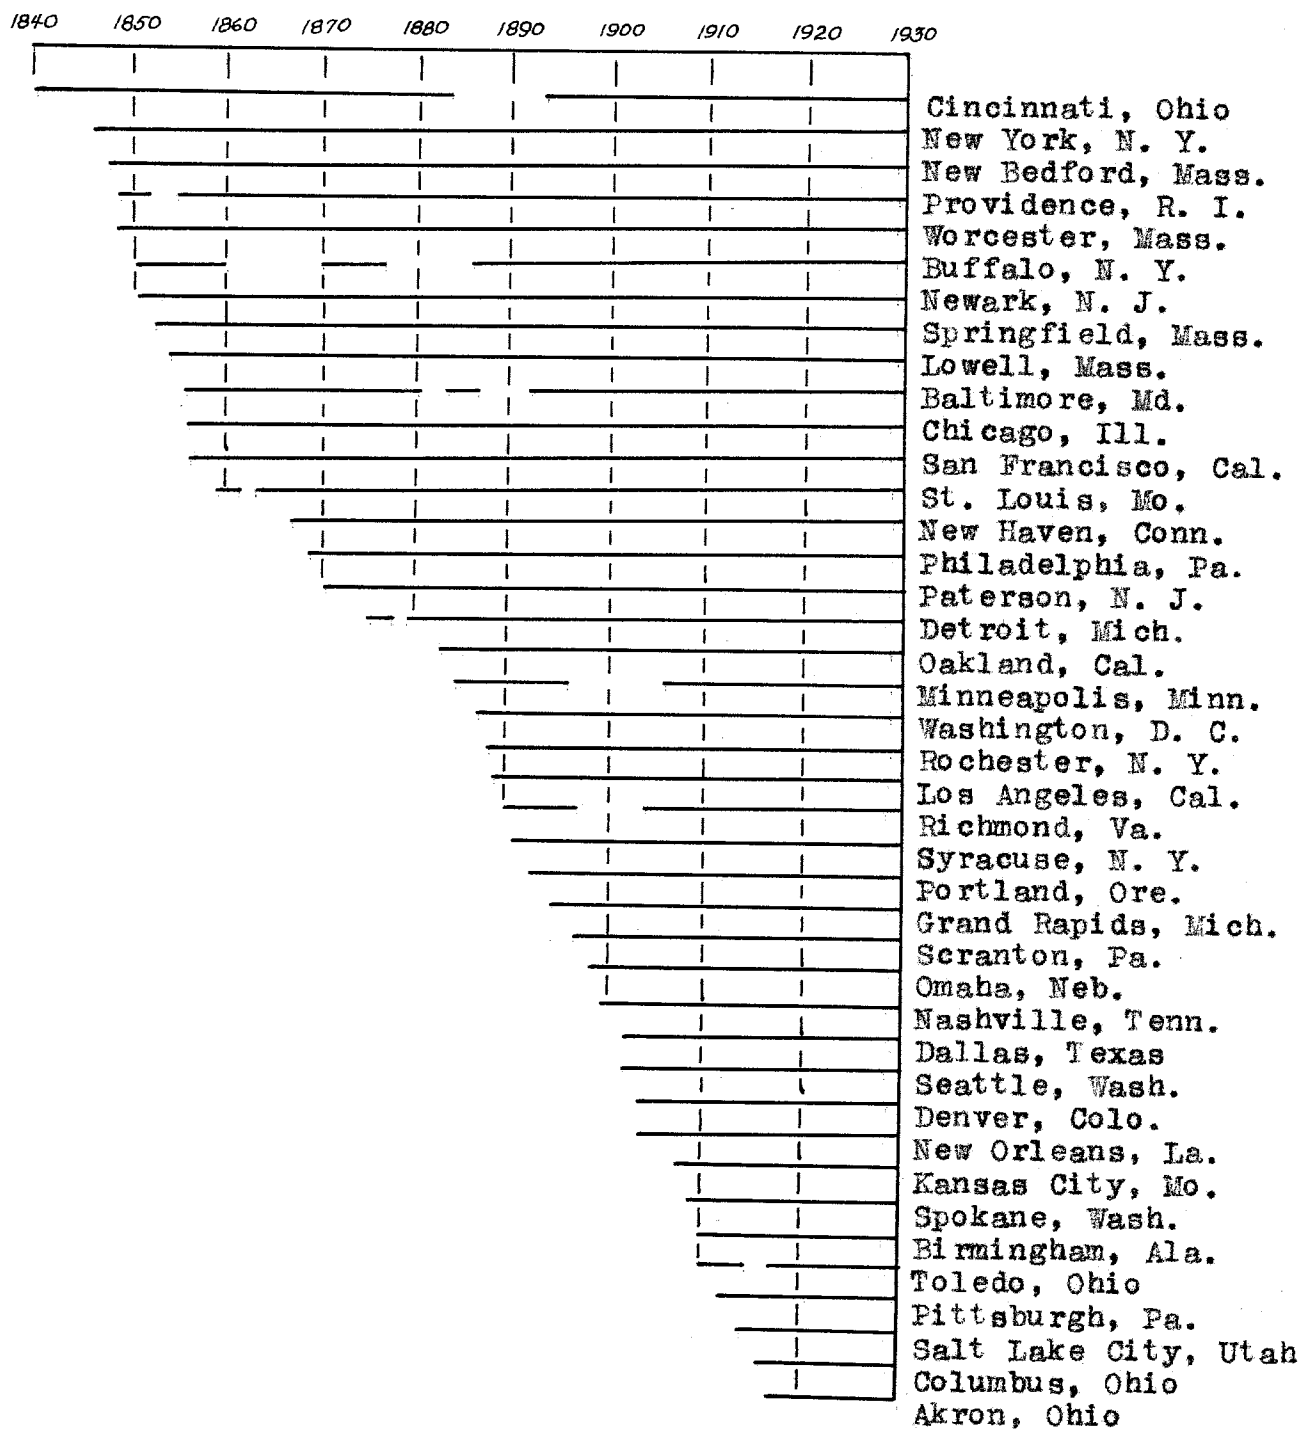 1840 1850 1860 1870 1880 1890 1900 1910 1920 1930
Cincinnati, Ohio
New York, N. Y.
New Bedford, Mass.
Providence, R. I.
Worcester, Mass.
Buffalo, N. Y.
Newark, N. J.
Springfield, Mass.
Lowell, Mass.
Baltimore, Md.
Chicago, Ill.
San Francisco, Cal.
St. Louis, Mo.
New Haven, Conn.
Philadelphia, Pa.
Paterson, N. J.
Detroit, Mich.
Oakland, Cal.
Minneapolis, Minn.
Washington, D. C.
Rochester, N. Y.
Los Angeles, Cal.
Richmond, Va.
Syracuse, N. Y.
Portland, Ore.
Grand Rapids, Mich.
Scranton, Pa.
Omaha, Neb.
Nashville, Tenn.
Dallas, Texas
Seattle, Wash.
Denver, Colo.
New Orleans, La.
Kansas City, Mo.
Spokane, Wash.
Birmingham, Ala.
Toledo, Ohio
Pittsburgh, Pa.
Salt Lake City, Utah
Columbus, Ohio
Akron, Ohio